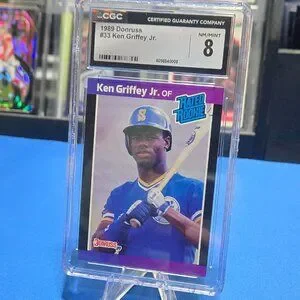 CGC
CERTIFIED GUARANTY COMPANY
1989 Donruss
#33 Ken Griffey Jr.
NM/MINT
8
Ken Griffey Jr. OF
RATED
ROOKIE
S
DONRUSS